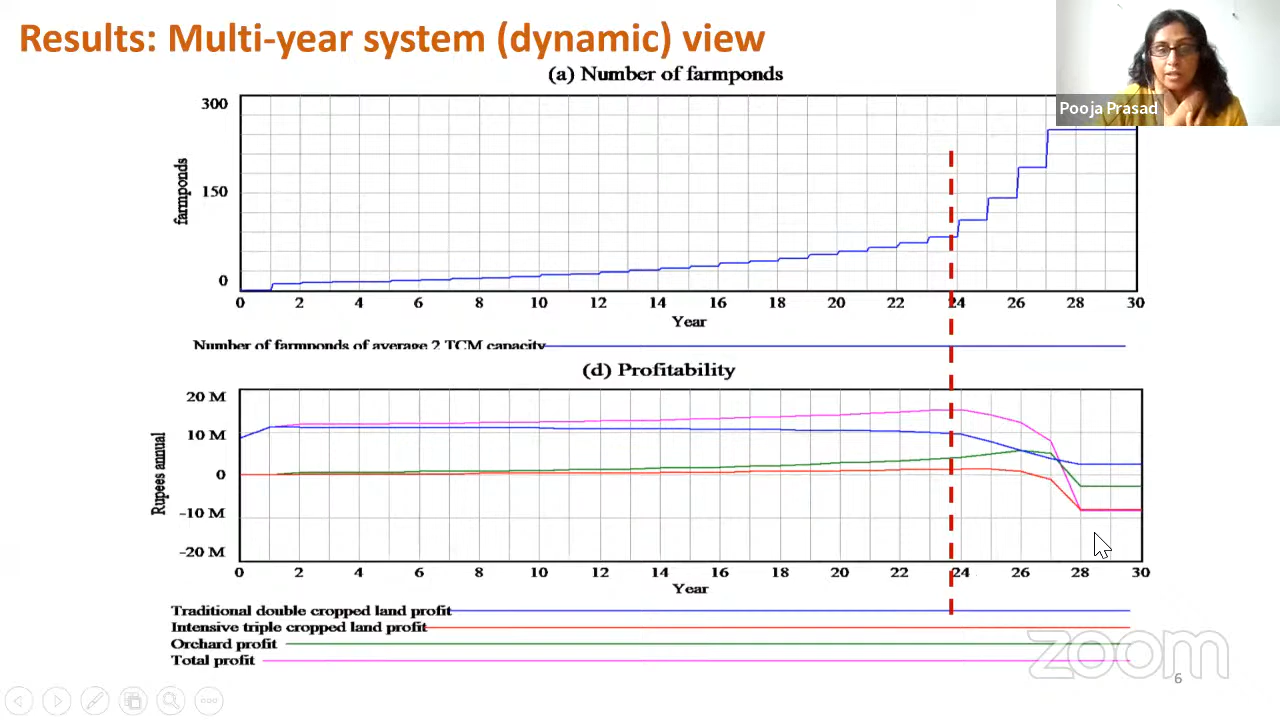 Results: Multi-year system (dynamic) view
(a) Number of farmponds
Pooja Prasad
300
150
0
farmponds
0 2 4 6 8 10 12 14 16 18 20 22 24 26 28 30
Year
Number of farmponds of average 2 TCM capacity
(d) Profitability
20 M
10 M
0
-10 M
-20 M
Rupees annual
0 2 4 6 8 10 12 14 16 18 20 22 24 26 28 30
Year
Traditional double cropped land profit
Intensive triple cropped land profit
Orchard profit
Total profit
zoom
6